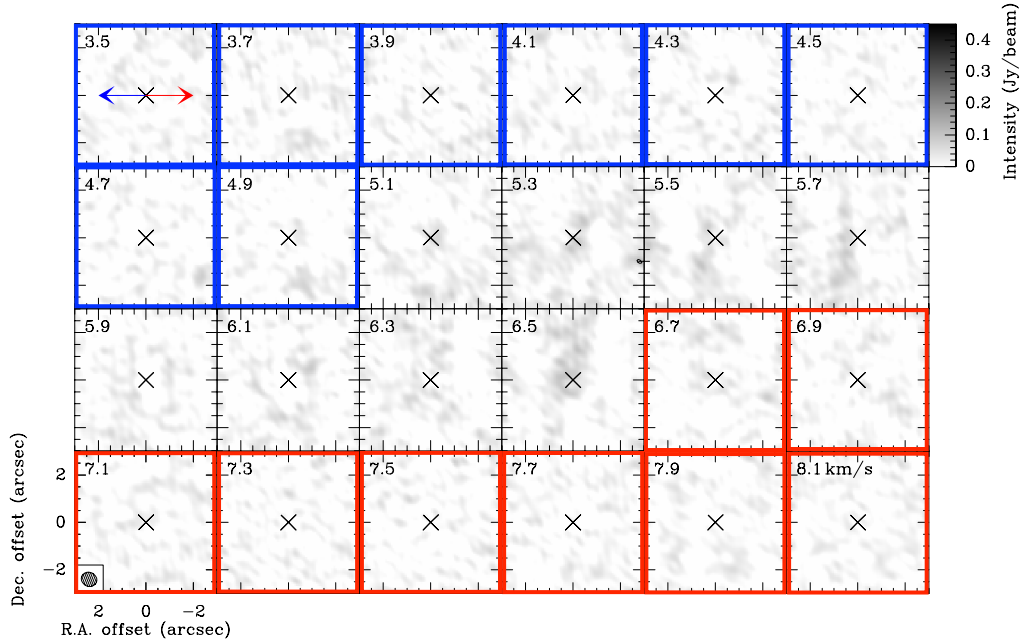 3.5 3.7 3.9 4.1 4.3 4.5
4.7 4.9 5.1 5.3 5.5 5.7
5.9 6.1 6.3 6.5 6.7 6.9
7.1 7.3 7.5 7.7 7.9 8.1 km/s
0.4
0.3
0.2
0.1
0
Intensity (Jy/beam)
2
0
−2
Dec. offset (arcsec)
2 0 −2
R.A. offset (arcsec)